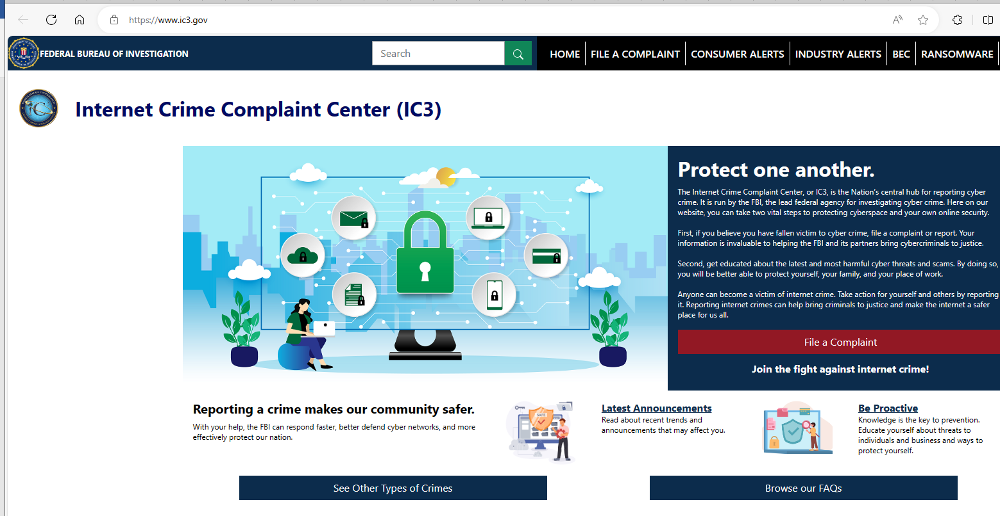 https://www.ic3.gov
FEDERAL BUREAU OF INVESTIGATION
Search
HOME
FILE A COMPLAINT
CONSUMER ALERTS
INDUSTRY ALERTS
BEC
RANSOMWARE
Internet Crime Complaint Center (IC3)
Protect one another.
The Internet Crime Complaint Center, or IC3, is the Nation's central hub for reporting cyber
crime. It is run by the FBI, the lead federal agency for investigating cyber crime. Here on our
website, you can take two vital steps to protecting cyberspace and your own online security.
First, if you believe you have fallen victim to cyber crime, file a complaint or report. Your
information is invaluable to helping the FBI and its partners bring cybercriminals to justice.
Second, get educated about the latest and most harmful cyber threats and scams. By doing so,
you will be better able to protect yourself, your family, and your place of work.
Anyone can become a victim of internet crime. Take action for yourself and others by reporting
it. Reporting internet crimes can help bring criminals to justice and make the internet a safer
place for us all.
File a Complaint
Join the fight against internet crime!
Reporting a crime makes our community safer.
With your help, the FBI can respond faster, better defend cyber networks, and more
effectively protect our nation.
SAFE
Latest Announcements
Read about recent trends and
announcements that may affect you.
Be Proactive
Knowledge is the key to prevention.
Educate yourself about threats to
individuals and business and ways to
protect yourself.
See Other Types of Crimes
Browse our FAQs